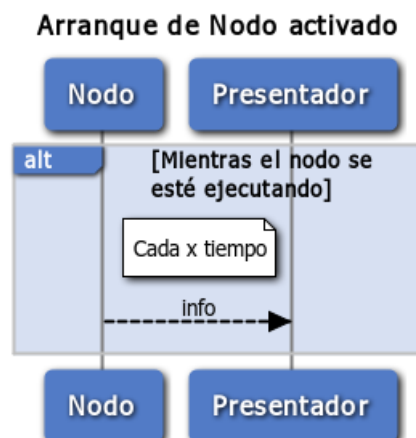 Arranque de Nodo activado
Nodo Presentador
alt [MIentras el nodo se
esté ejecutando]
Cada x tiempo
info
Nodo Presentador